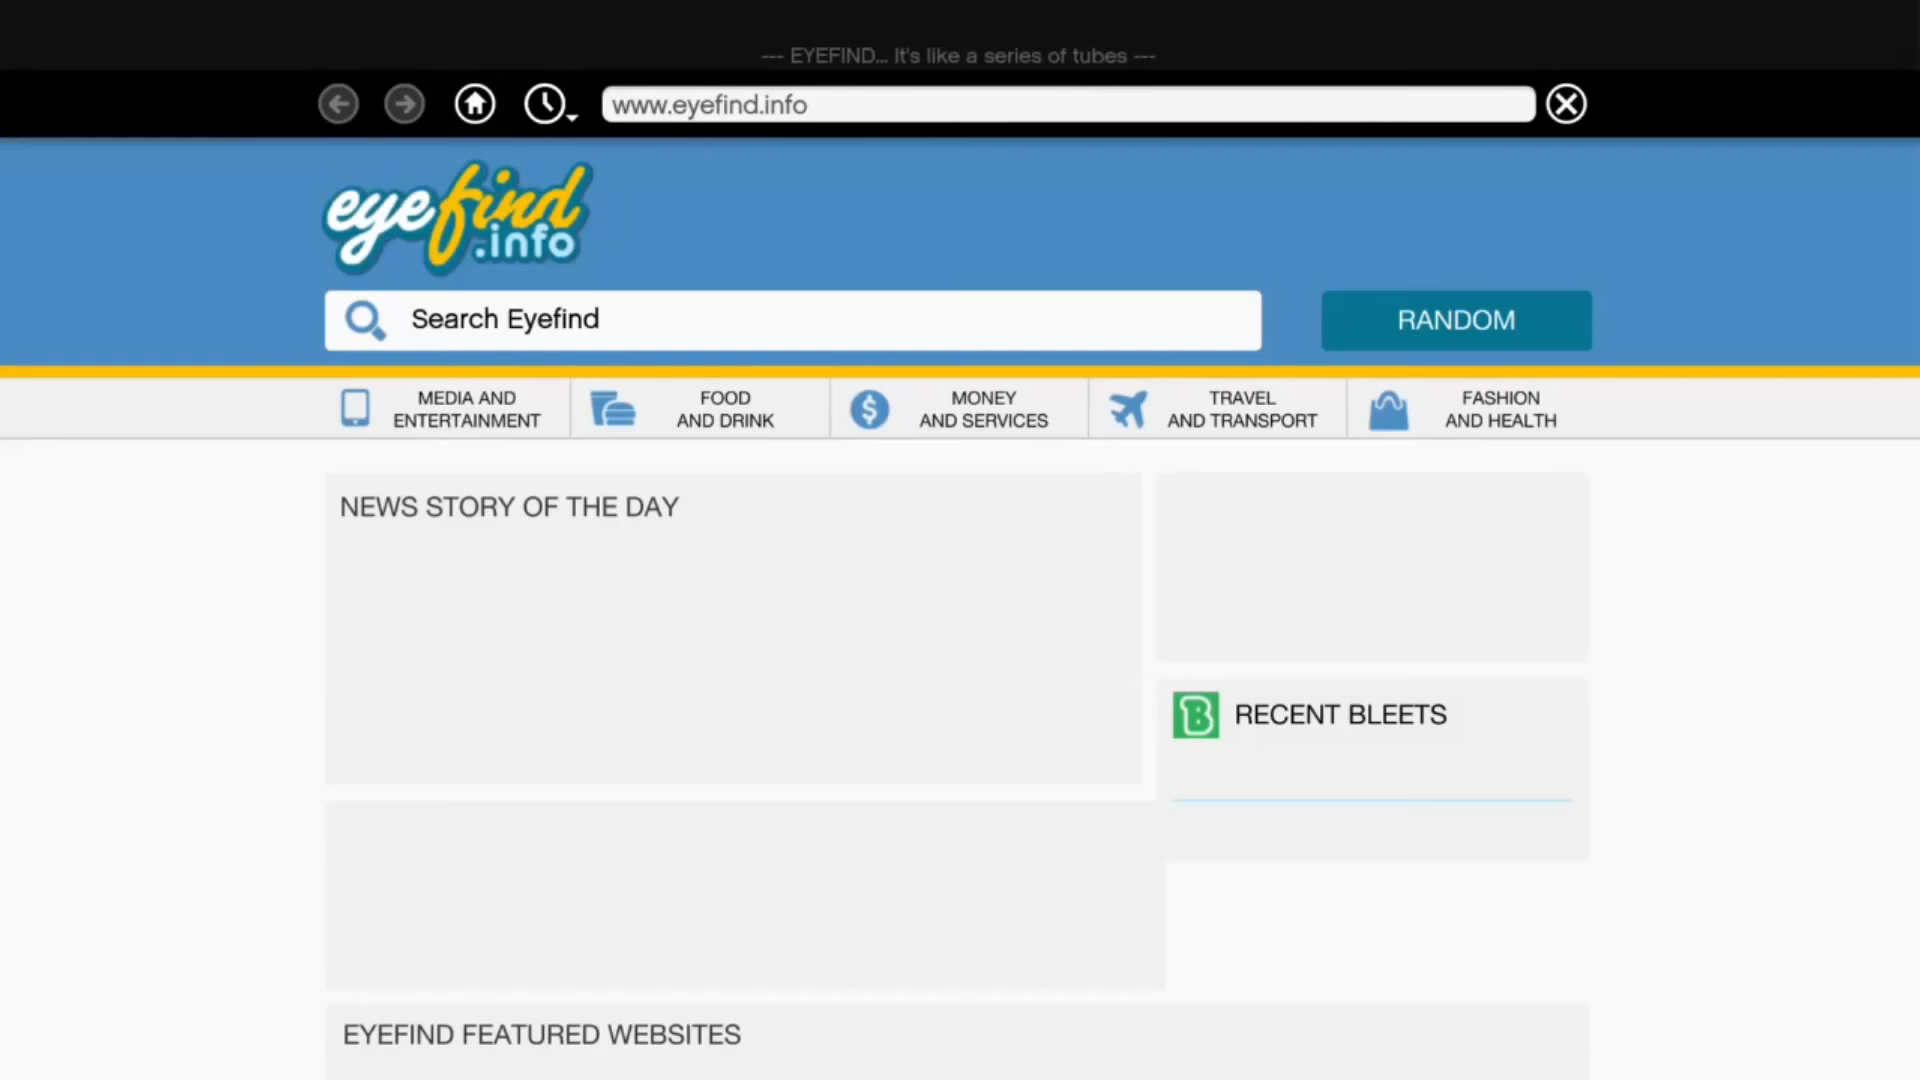 --- EYEFIND... It's like a series of tubes ---
www.eyefind.info
eyefind
.info
Search Eyefind
RANDOM
MEDIA AND
ENTERTAINMENT
FOOD
AND DRINK
MONEY
AND SERVICES
TRAVEL
AND TRANSPORT
FASHION
AND HEALTH
NEWS STORY OF THE DAY
B RECENT BLEETS
EYEFIND FEATURED WEBSITES